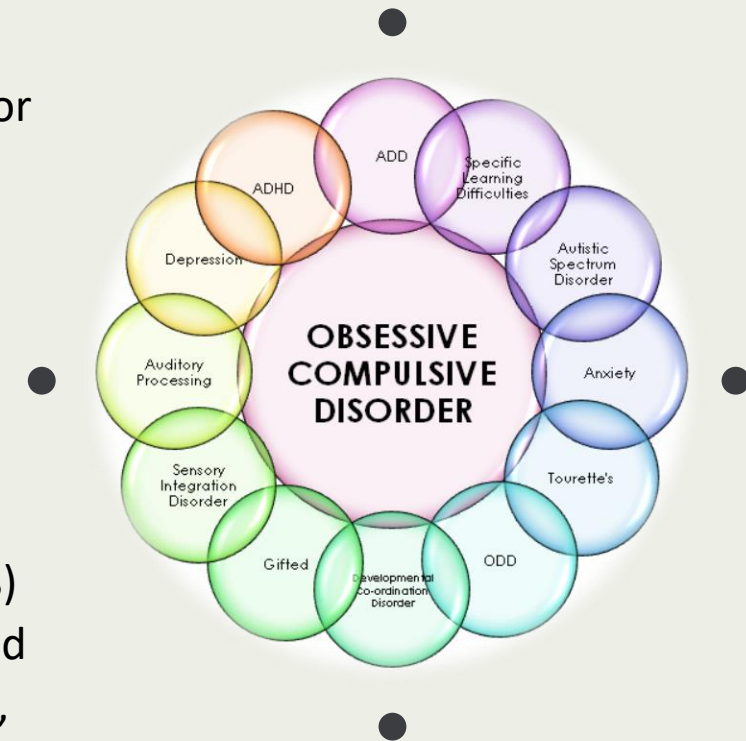 or
ADD
Specific
Learning
Difficulties
ADHD
Autistic
Spectrum
Disorder
Depression
OBSESSIVE
COMPULSIVE
DISORDER
Auditory
Processing
Anxiety
Sensory
Integration
Disorder
Tourette's
Gifted
Developmental
Co-ordination
Disorder
ODD
)
d
,